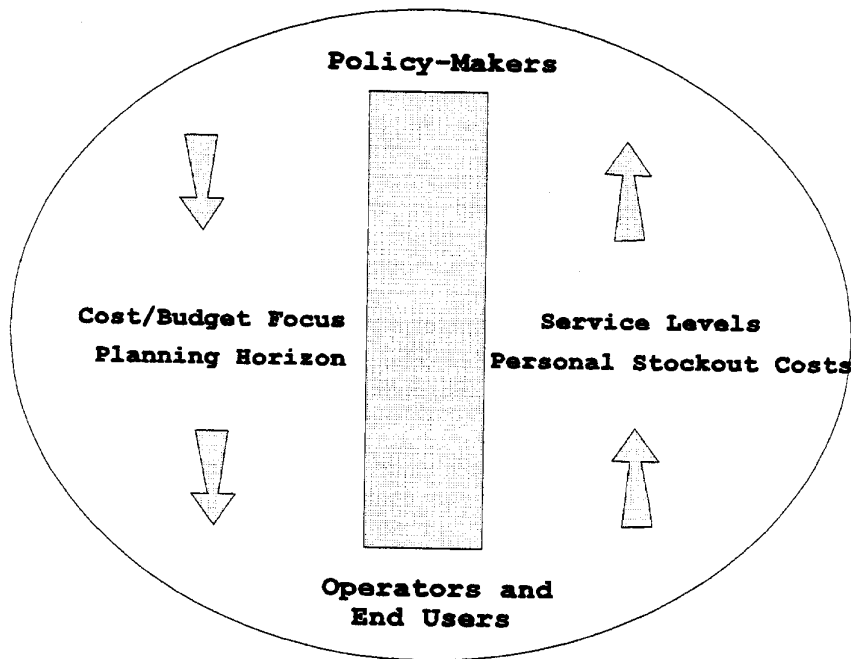 Policy-Makers
Cost/Budget Focus
Planning Horizon
Service Levels
Personal Stockout Costs
Operators and
End Users